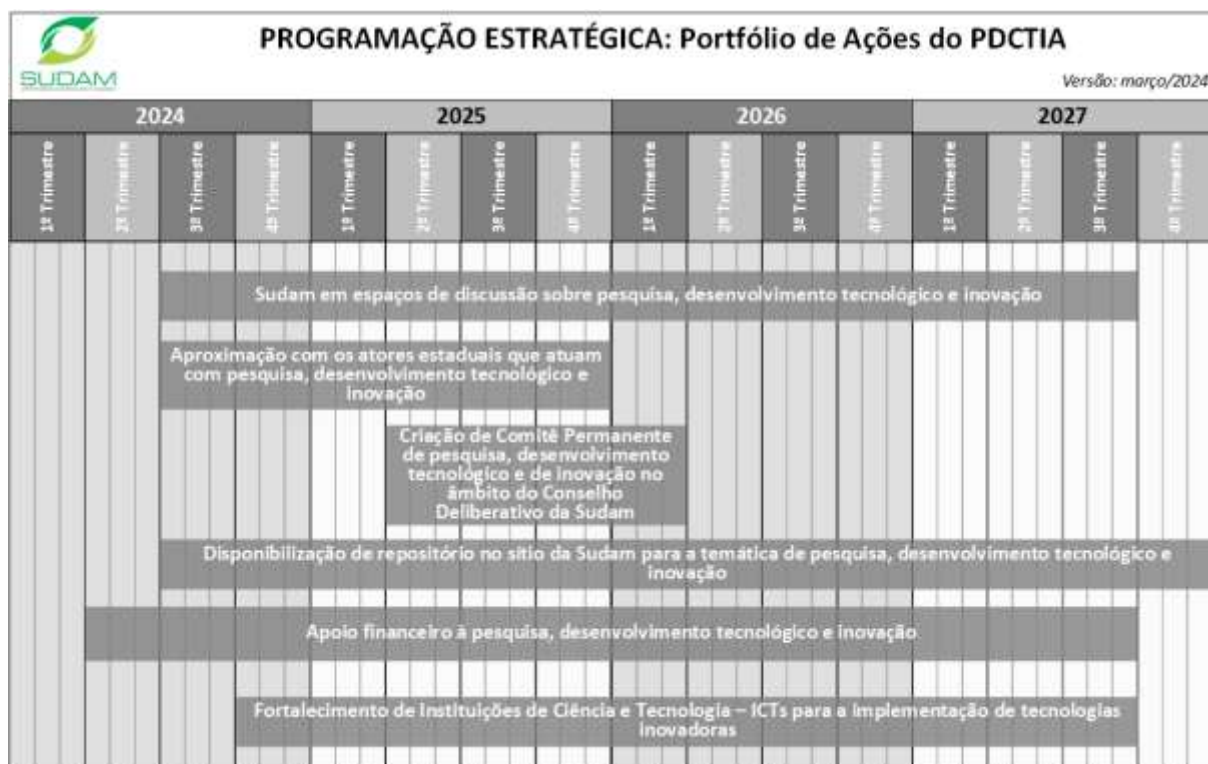 PROGRAMAÇÃO ESTRATÉGICA: Portfólio de Ações do PDCTIA
SUDAM
Versão: março/2024
2024 2025 2026 2027
1º Trimestre 2º Trimestre 3º Trimestre 4º Trimestre 1º Trimestre 2º Trimestre 3º Trimestre 4º Trimestre 1º Trimestre 2º Trimestre 3º Trimestre 4º Trimestre 1º Trimestre 2º Trimestre 3º Trimestre 4º Trimestre
Sudam em espaços de discussão sobre pesquisa, desenvolvimento tecnológico e inovação
Aproximação com os atores estaduais que atuam
com pesquisa, desenvolvimento tecnológico e
inovação
Criação de Comitê Permanente
de pesquisa, desenvolvimento
tecnológico e de inovação no
âmbito do Conselho
Deliberativo da Sudam
Disponibilização de repositório no sítio da Sudam para a temática de pesquisa, desenvolvimento tecnológico e
inovação
Apoio financeiro à pesquisa, desenvolvimento tecnológico e inovação
Fortalecimento de Instituições de Ciência e Tecnologia – ICTs para a implementação de tecnologias
inovadoras